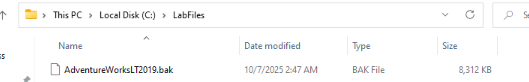 This PC > Local Disk (C:) > LabFiles
Name Date modified Type Size
AdventureWorksLT2019.bak 10/7/2025 2:47 AM BAK File 8,312 KB